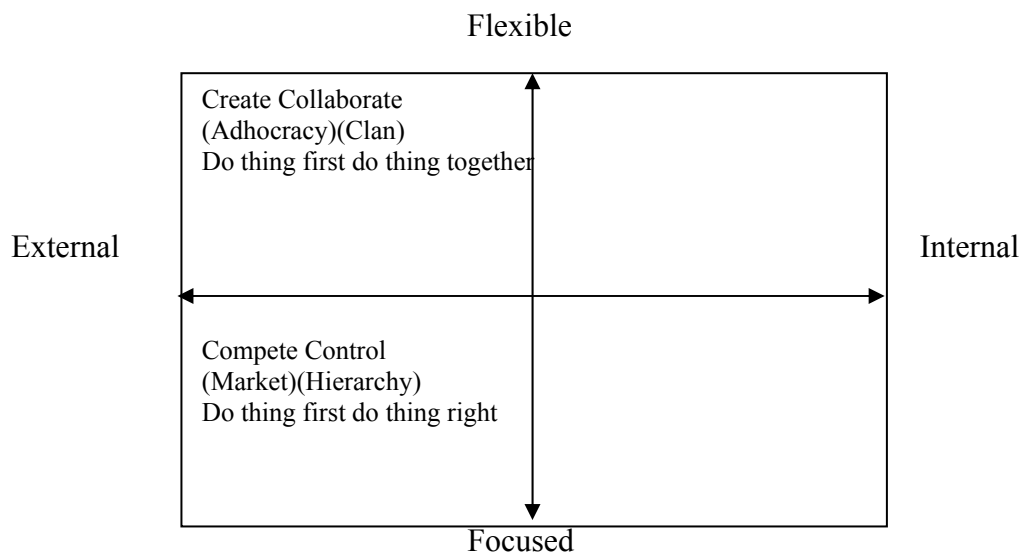 Flexible
Create Collaborate
(Adhocracy)(Clan)
Do thing first do thing together
External
Internal
Compete Control
(Market)(Hierarchy)
Do thing first do thing right
Focused